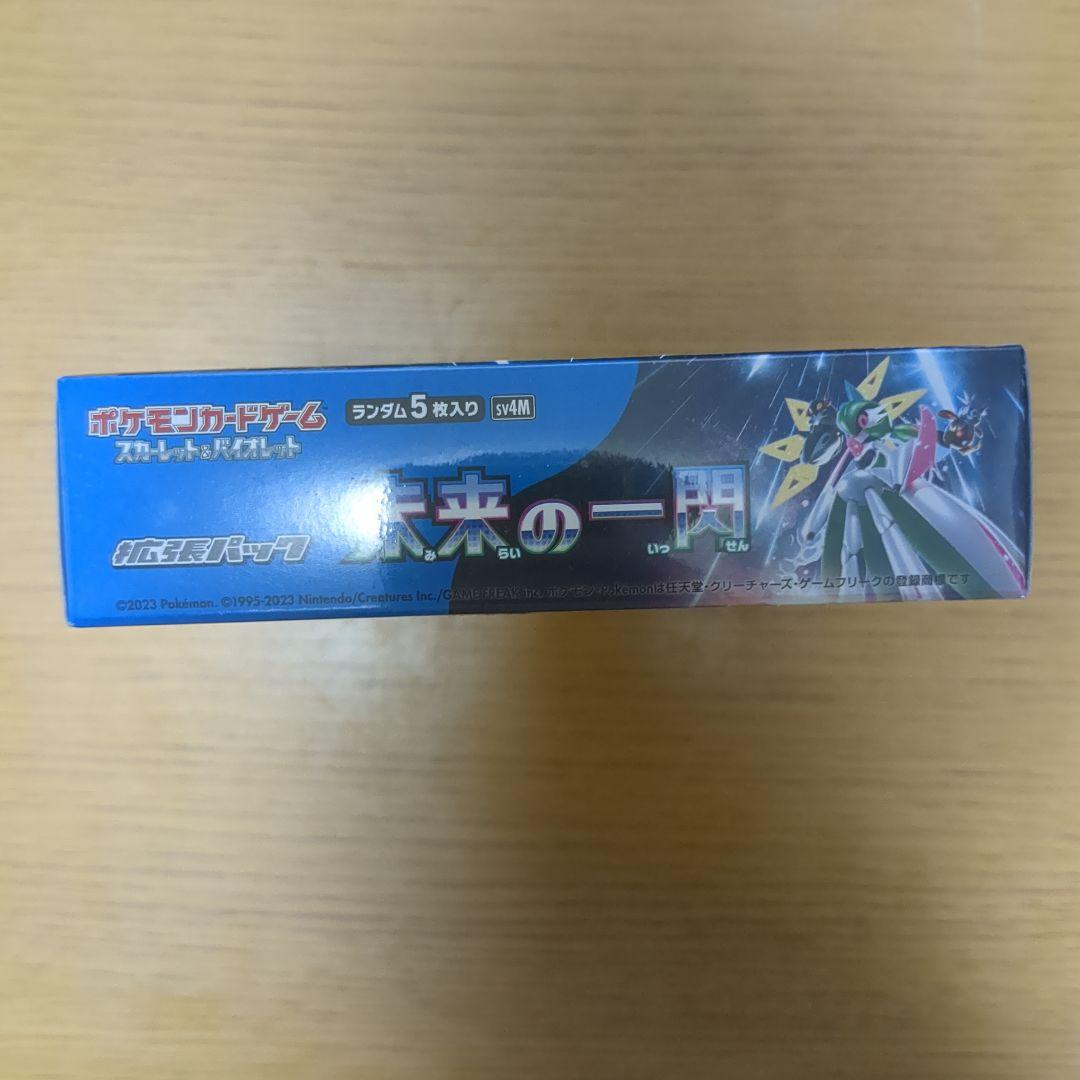 ポケモンカードゲーム
スカーレット&バイオレット
ランダム5枚入り sv4M
拡張パック
未来の一閃
み らい いっ せん
©2023 Pokémon. ©1995-2023 Nintendo/Creatures Inc./GAME FREAK inc. ポケモン・Pokémonは任天堂・クリーチャーズ・ゲームフリークの登録商標です